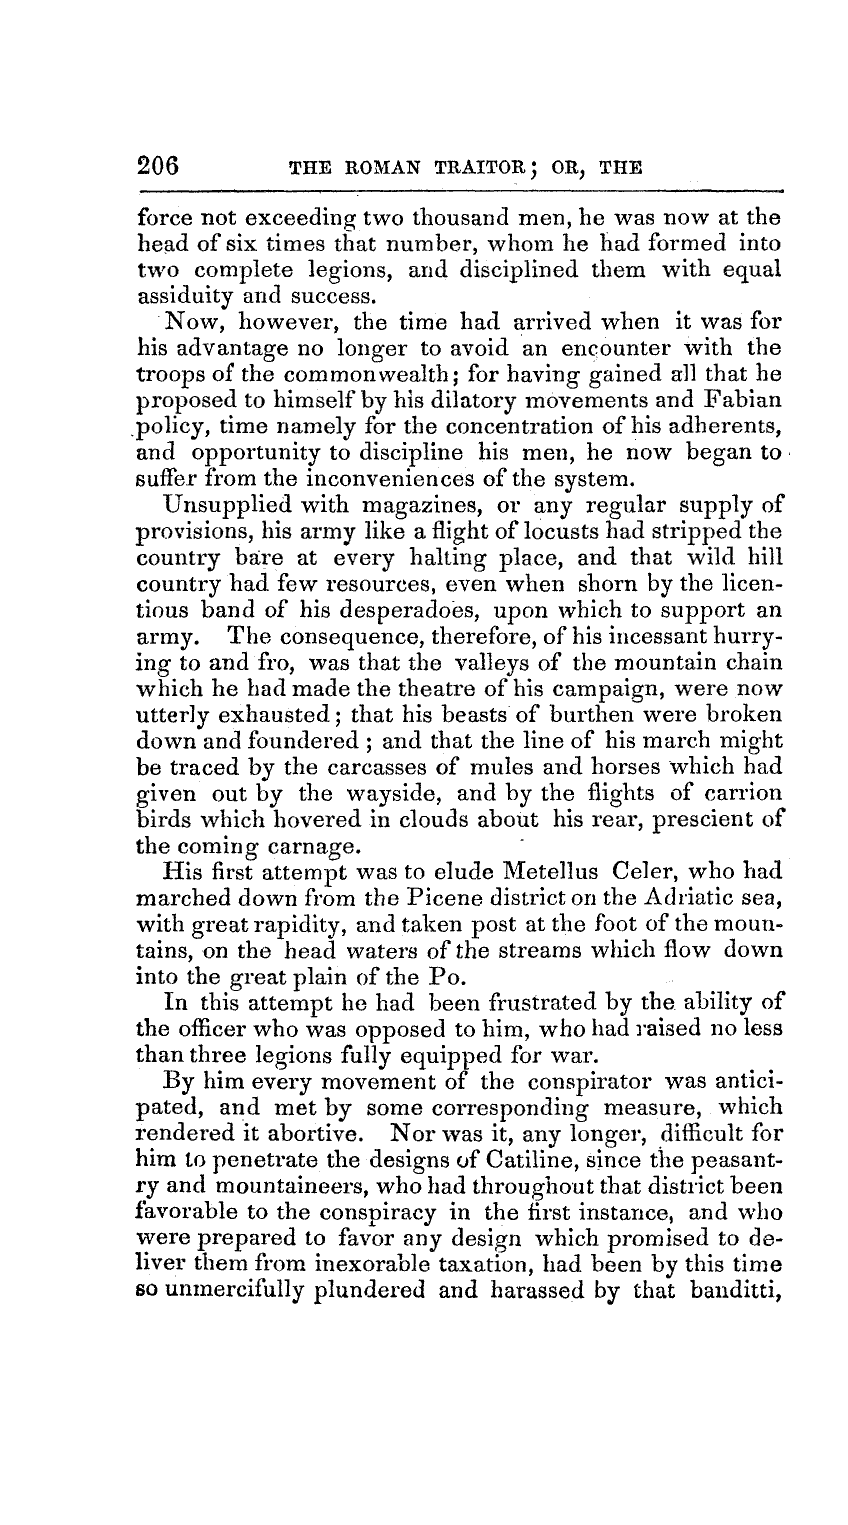 206 THE ROMAN TRAITOR; OR, THE
force not exceeding two thousand men, he was now at the
head of six times that number, whom he had formed into
two complete legions, and disciplined them with equal
assiduity and success.
Now, however, the time had arrived when it was for
his advantage no longer to avoid an encounter with the
troops of the commonwealth; for having gained all that he
proposed to himself by his dilatory movements and Fabian
policy, time namely for the concentration of his adherents,
and opportunity to discipline his men, he now began to
suffer from the inconveniences of the system.
Unsupplied with magazines, or any regular supply of
provisions, his army like a flight of locusts had stripped the
country bare at every halting place, and that wild hill
country had few resources, even when shorn by the licen-
tious band of his desperadoes, upon which to support an
army. The consequence, therefore, of his incessant hurry-
ing to and fro, was that the valleys of the mountain chain
which he had made the theatre of his campaign, were now
utterly exhausted; that his beasts of burthen were broken
down and foundered ; and that the line of his march might
be traced by the carcasses of mules and horses which had
given out by the wayside, and by the flights of carrion
birds which hovered in clouds about his rear, prescient of
the coming carnage.
His first attempt was to elude Metellus Celer, who had
marched down from the Picene district on the Adriatic sea,
with great rapidity, and taken post at the foot of the moun-
tains, on the head waters of the streams which flow down
into the great plain of the Po.
In this attempt he had been frustrated by the ability of
the officer who was opposed to him, who had raised no less
than three legions fully equipped for war.
By him every movement of the conspirator was antici-
pated, and met by some corresponding measure, which
rendered it abortive. Nor was it, any longer, difficult for
him to penetrate the designs of Catiline, since the peasant-
ry and mountaineers, who had throughout that district been
favorable to the conspiracy in the first instance, and who
were prepared to favor any design which promised to de-
liver them from inexorable taxation, had been by this time
so unmercifully plundered and harassed by that banditti,